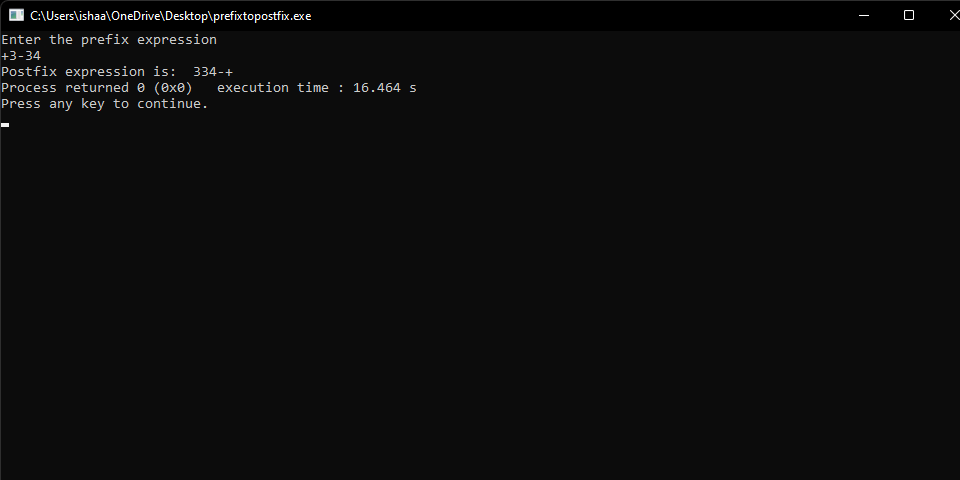 C:\Users\ishaa\OneDrive\Desktop\prefixtopostfix.exe
Enter the prefix expression
+3-34
Postfix expression is:  334-+
Process returned 0 (0x0)   execution time : 16.464 s
Press any key to continue.